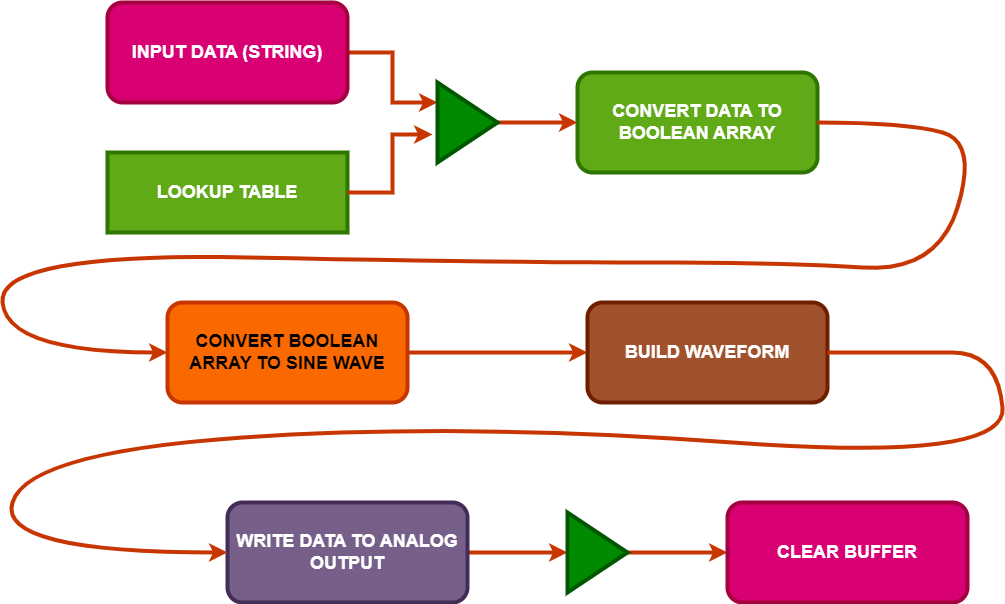 INPUT DATA (STRING)
CONVERT DATA TO
BOOLEAN ARRAY
LOOKUP TABLE
CONVERT BOOLEAN
ARRAY TO SINE WAVE
BUILD WAVEFORM
WRITE DATA TO ANALOG
OUTPUT
CLEAR BUFFER